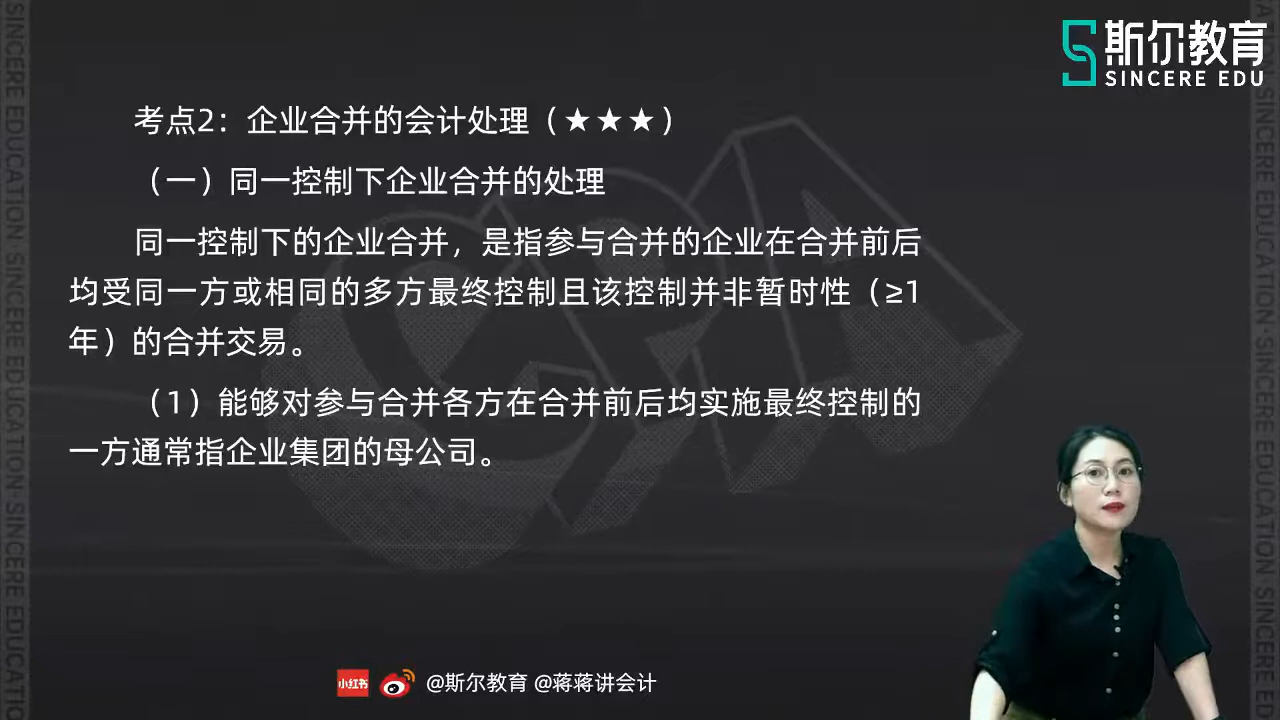 斯尔教育
SINCERE EDU
考点2：企业合并的会计处理（★★★）
（一）同一控制下企业合并的处理
同一控制下的企业合并，是指参与合并的企业在合并前后
均受同一方或相同的多方最终控制且该控制并非暂时性（≥1
年）的合并交易。
（1）能够对参与合并各方在合并前后均实施最终控制的
一方通常指企业集团的母公司。
小红书 @斯尔教育 @蒋蒋讲会计
CPA
SINCERE EDUCATION·SINCERE EDUCATION·SINCERE EDUCATION